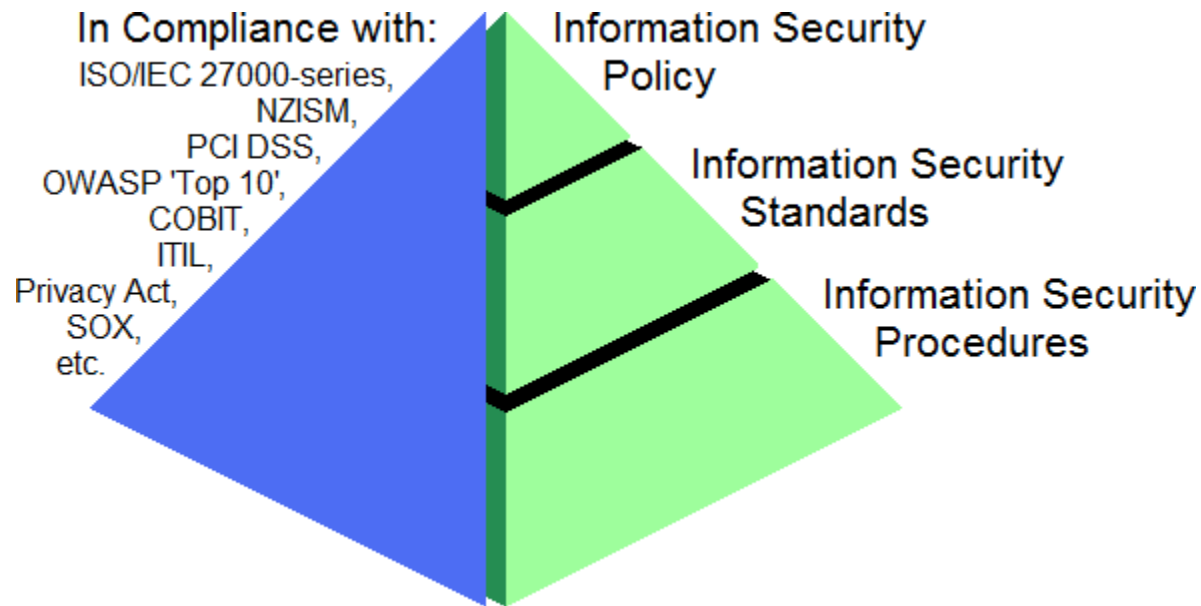 In Compliance with:
ISO/IEC 27000-series,
NZISM,
PCI DSS,
OWASP 'Top 10',
COBIT,
ITIL,
Privacy Act,
SOX,
etc.
Information Security
Policy
Information Security
Standards
Information Security
Procedures